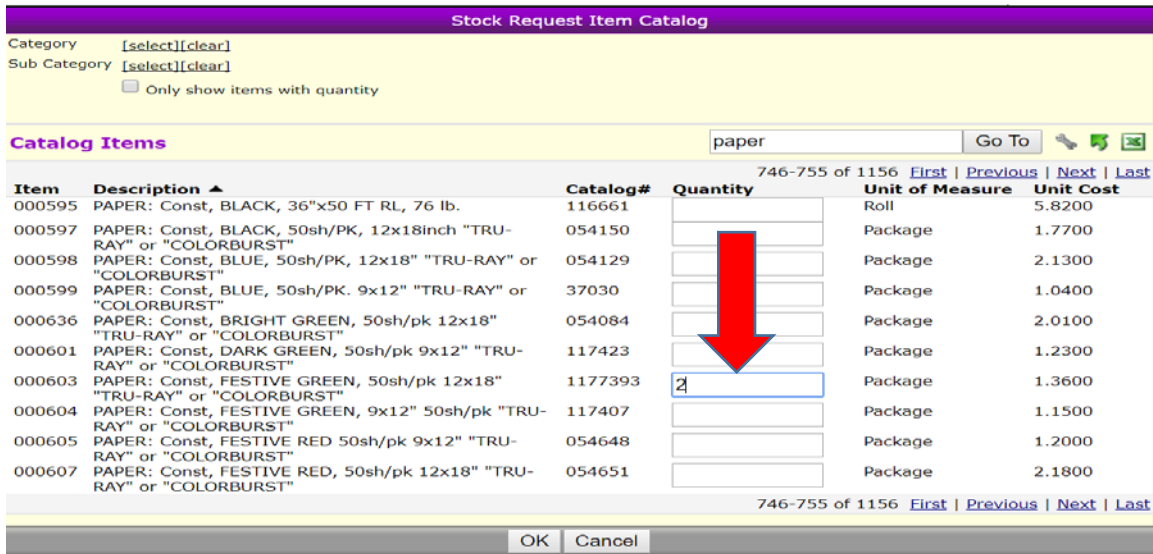 Stock Request Item Catalog
Category [select][clear]
Sub Category [select][clear]
Only show items with quantity
Catalog Items paper Go To
746-755 of 1156 First | Previous | Next | Last
Item Description ▲ Catalog# Quantity Unit of Measure Unit Cost
000595 PAPER: Const, BLACK, 36"x50 FT RL, 76 lb. 116661 Roll 5.8200
000597 PAPER: Const, BLACK, 50sh/PK, 12x18inch "TRU- 054150 Package 1.7700
RAY" or "COLORBURST"
000598 PAPER: Const, BLUE, 50sh/PK, 12x18" "TRU-RAY" or 054129 Package 2.1300
"COLORBURST"
000599 PAPER: Const, BLUE, 50sh/PK. 9x12" "TRU-RAY" or 37030 Package 1.0400
"COLORBURST"
000636 PAPER: Const, BRIGHT GREEN, 50sh/pk 12x18" 054084 Package 2.0100
"TRU-RAY" or "COLORBURST"
000601 PAPER: Const, DARK GREEN, 50sh/pk 9x12" "TRU- 117423 Package 1.2300
RAY" or "COLORBURST"
000603 PAPER: Const, FESTIVE GREEN, 50sh/pk 12x18" 1177393 2 Package 1.3600
"TRU-RAY" or "COLORBURST"
000604 PAPER: Const, FESTIVE GREEN, 9x12" 50sh/pk "TRU- 117407 Package 1.1500
RAY" or "COLORBURST"
000605 PAPER: Const, FESTIVE RED 50sh/pk 9x12" "TRU- 054648 Package 1.2000
RAY" or "COLORBURST"
000607 PAPER: Const, FESTIVE RED, 50sh/pk 12x18" "TRU- 054651 Package 2.1800
RAY" or "COLORBURST"
746-755 of 1156 First | Previous | Next | Last
OK Cancel